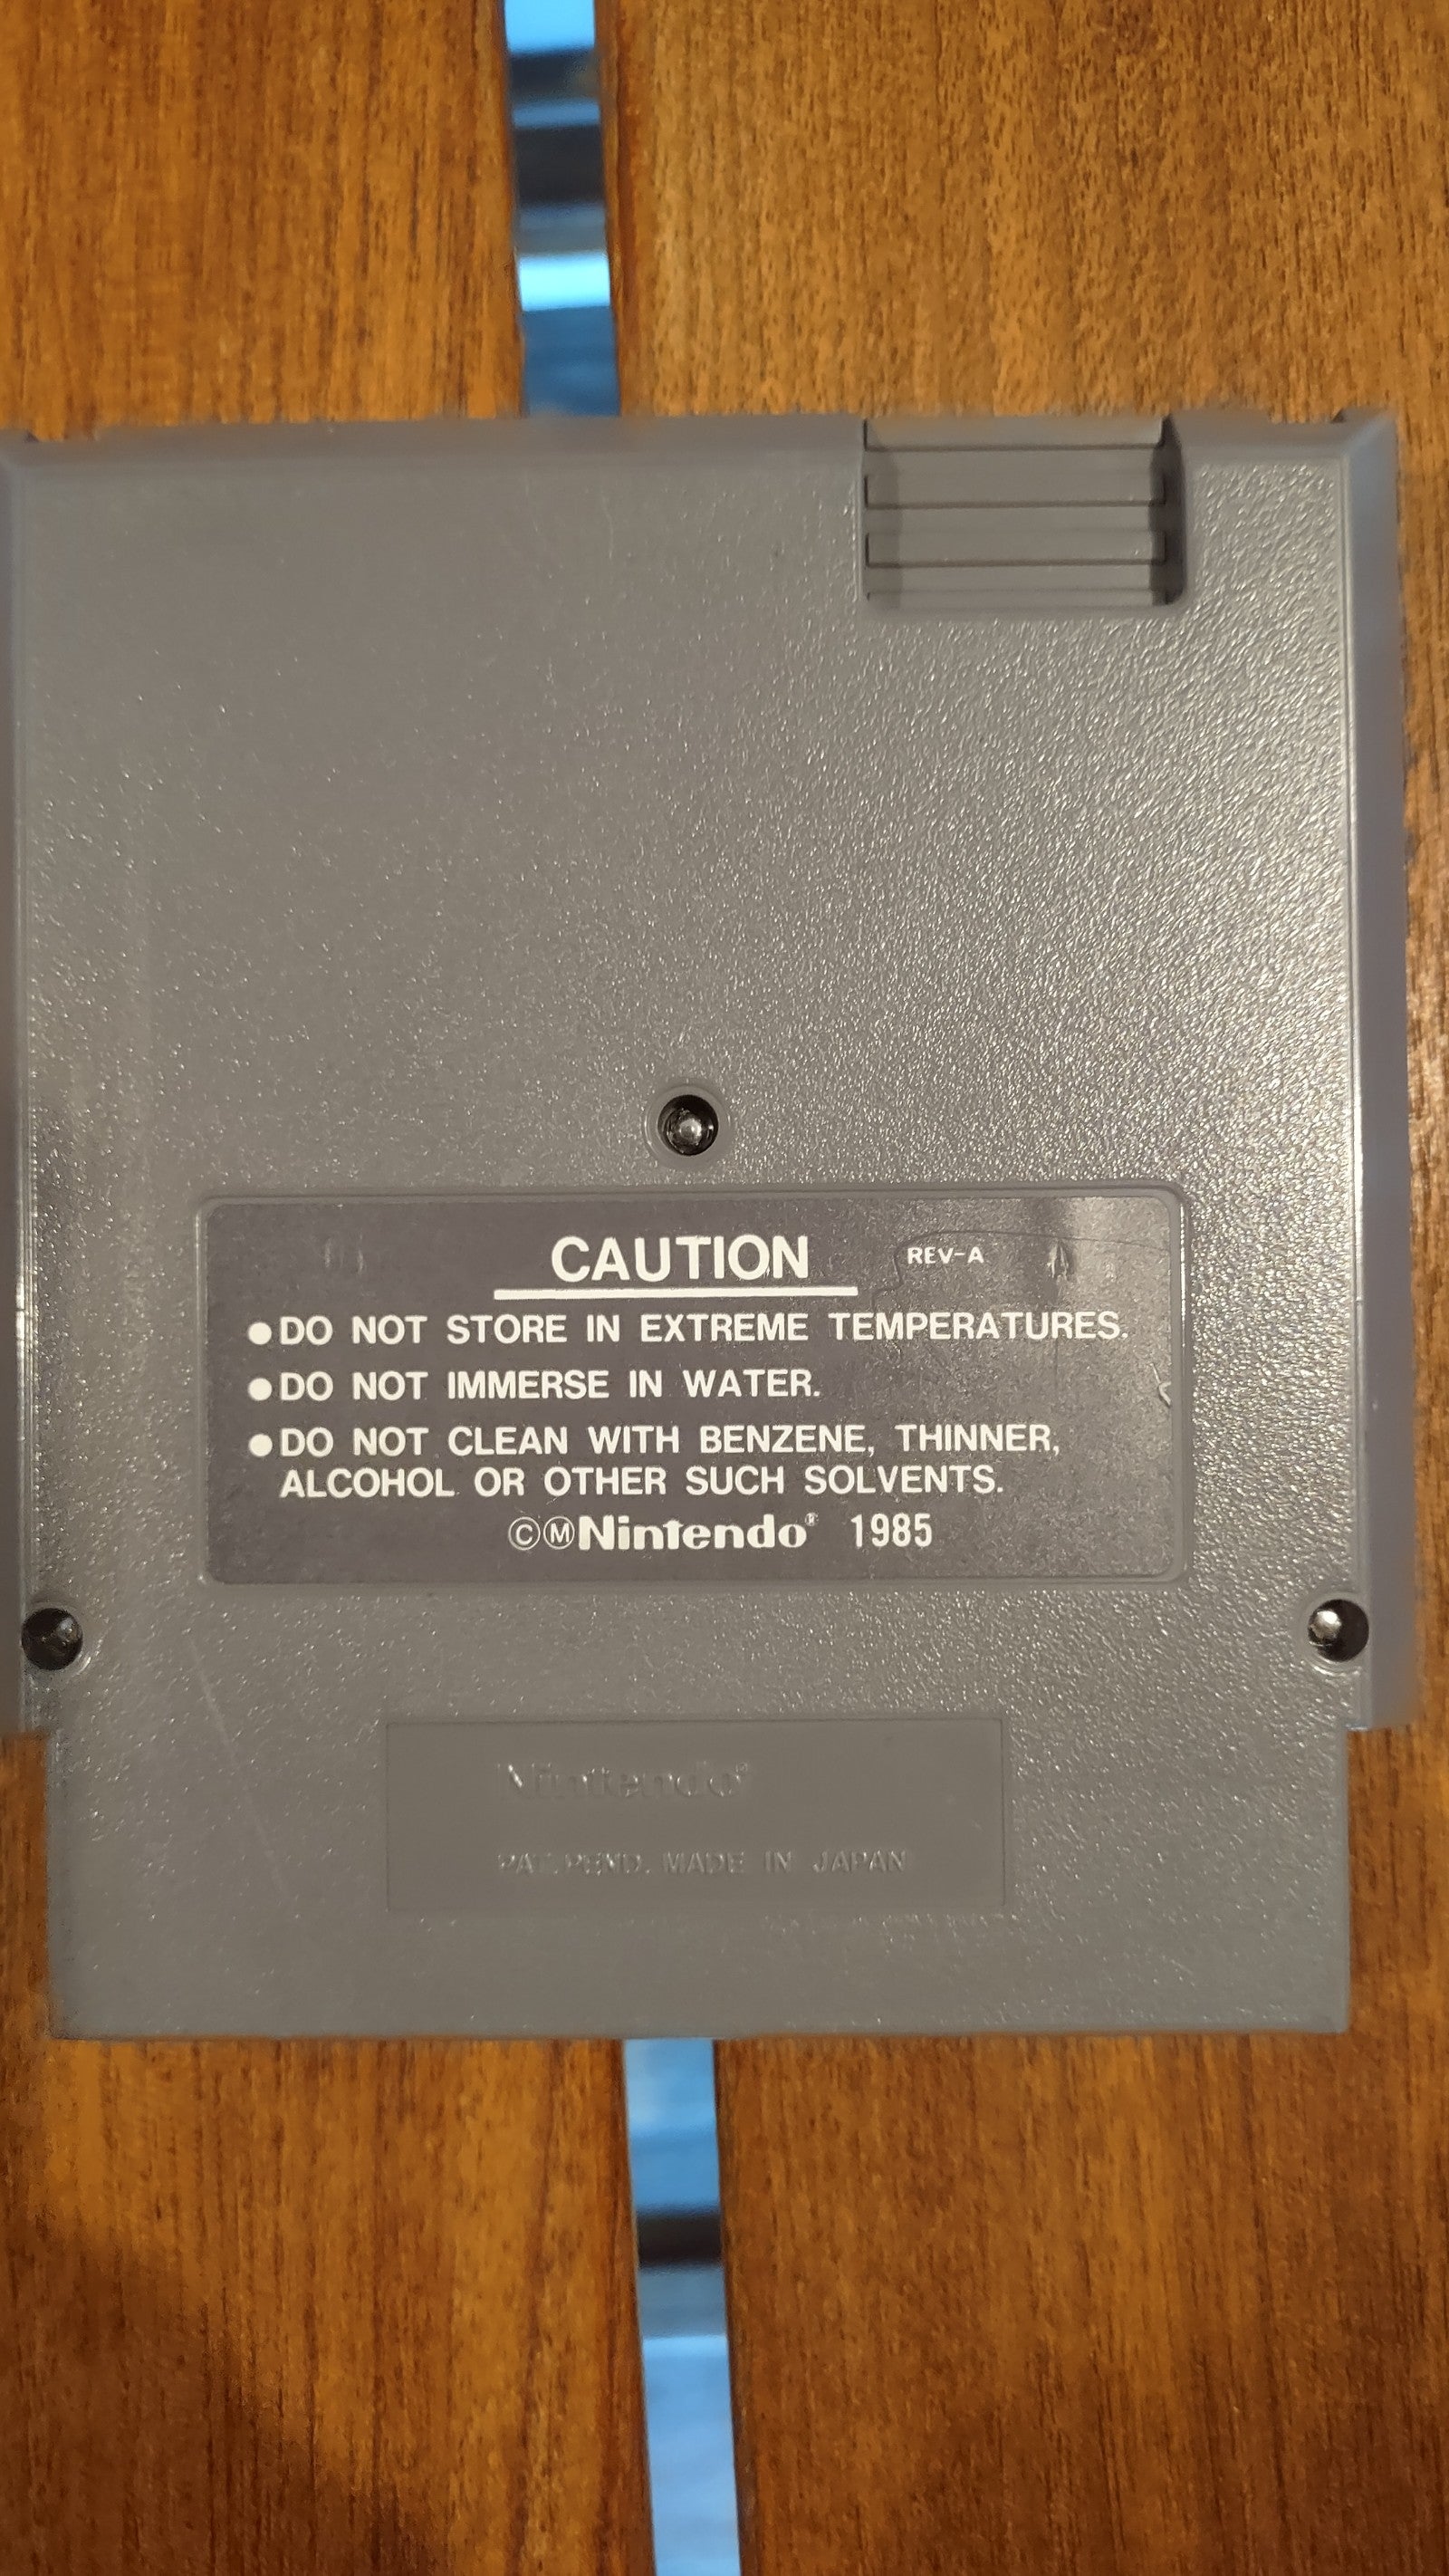 CAUTION REV-A
●DO NOT STORE IN EXTREME TEMPERATURES.
●DO NOT IMMERSE IN WATER.
●DO NOT CLEAN WITH BENZENE, THINNER,
ALCOHOL OR OTHER SUCH SOLVENTS.
©ⓂNintendo® 1985
Nintendo®
PAT. PEND. MADE IN JAPAN